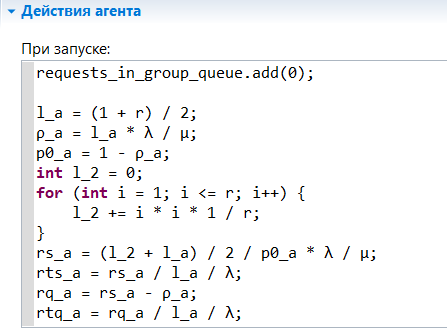 Действия агента
При запуске:
requests_in_group_queue.add(0);
l_a = (1 + r) / 2;
ρ_a = l_a * λ / μ;
p0_a = 1 - ρ_a;
int l_2 = 0;
for (int i = 1; i <= r; i++) {
    l_2 += i * i * 1 / r;
}
rs_a = (l_2 + l_a) / 2 / p0_a * λ / μ;
rts_a = rs_a / l_a / λ;
rq_a = rs_a - ρ_a;
rtq_a = rq_a / l_a / λ;